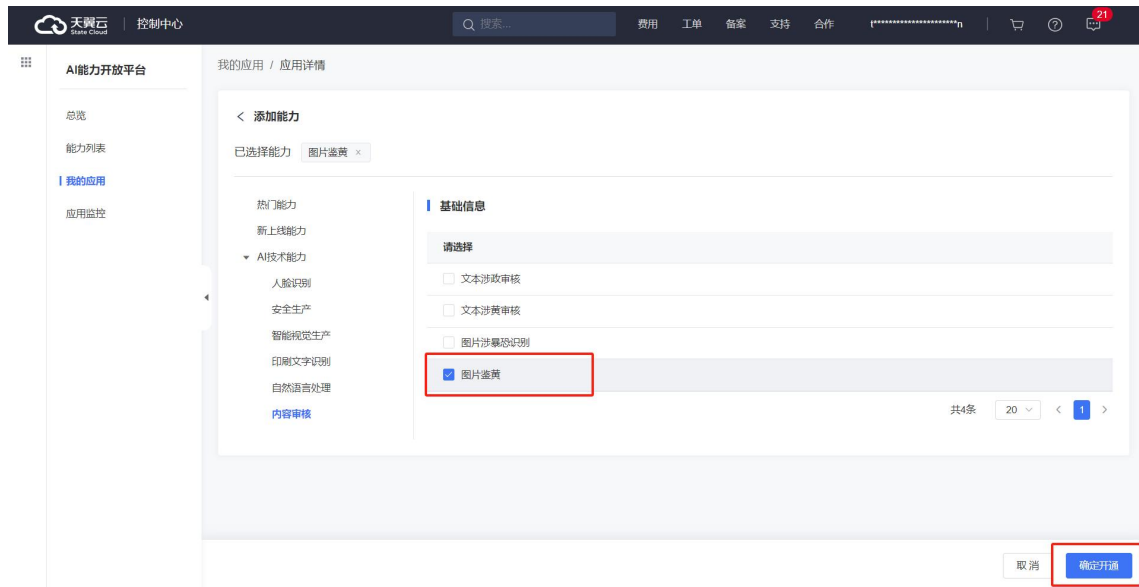 天翼云 State Cloud 控制中心 搜索... 费用 工单 备案 支持 合作 t**********************n 21
AI能力开放平台
总览
能力列表
我的应用
应用监控
我的应用 / 应用详情
添加能力
已选择能力 图片鉴黄 ×
热门能力
新上线能力
AI技术能力
人脸识别
安全生产
智能视觉生产
印刷文字识别
自然语言处理
内容审核
基础信息
请选择
文本涉政审核
文本涉黄审核
图片涉暴恐识别
图片鉴黄
共4条 20 < 1 >
取消 确定开通